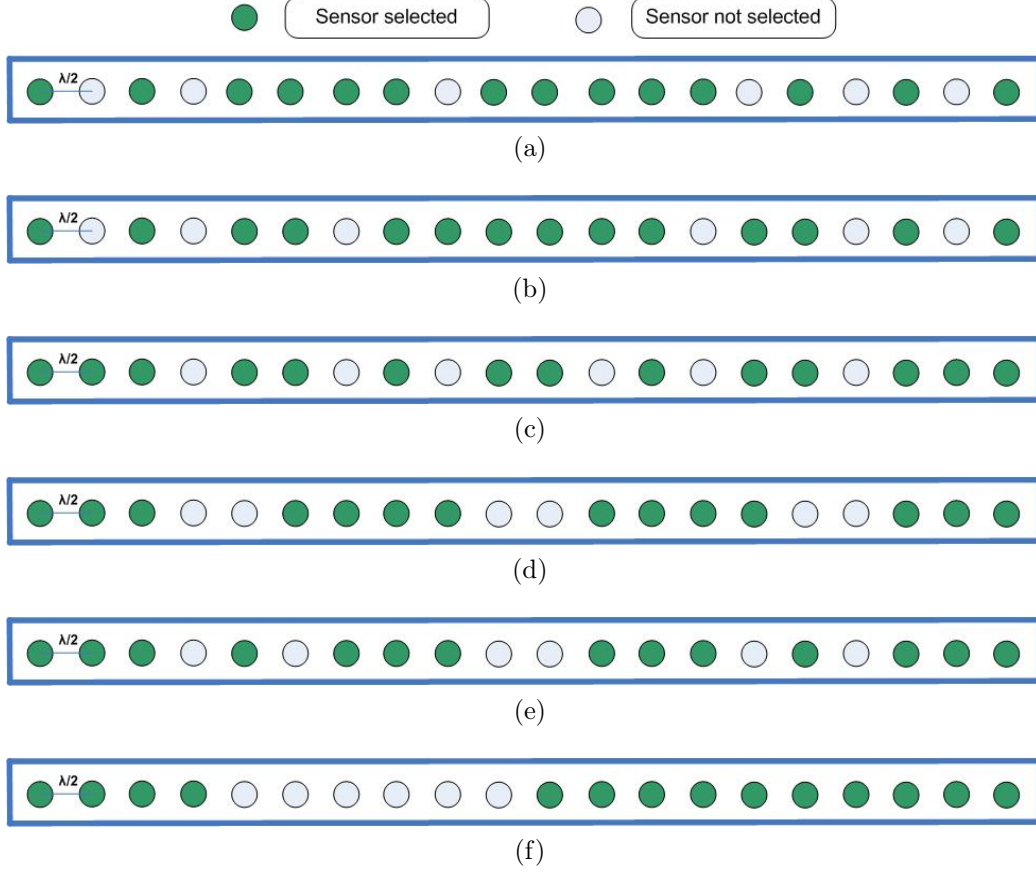 Sensor selected Sensor not selected
λ/2
(a)
λ/2
(b)
λ/2
(c)
λ/2
(d)
λ/2
(e)
λ/2
(f)